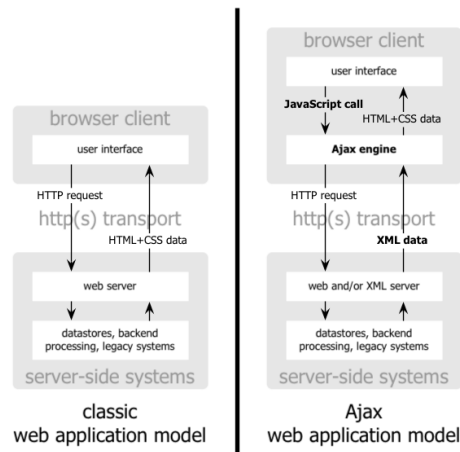 browser client
user interface
HTTP request
http(s) transport
HTML+CSS data
web server
datastores, backend
processing, legacy systems
server-side systems
classic
web application model
browser client
user interface
JavaScript call
HTML+CSS data
Ajax engine
HTTP request
http(s) transport
XML data
web and/or XML server
datastores, backend
processing, legacy systems
server-side systems
Ajax
web application model